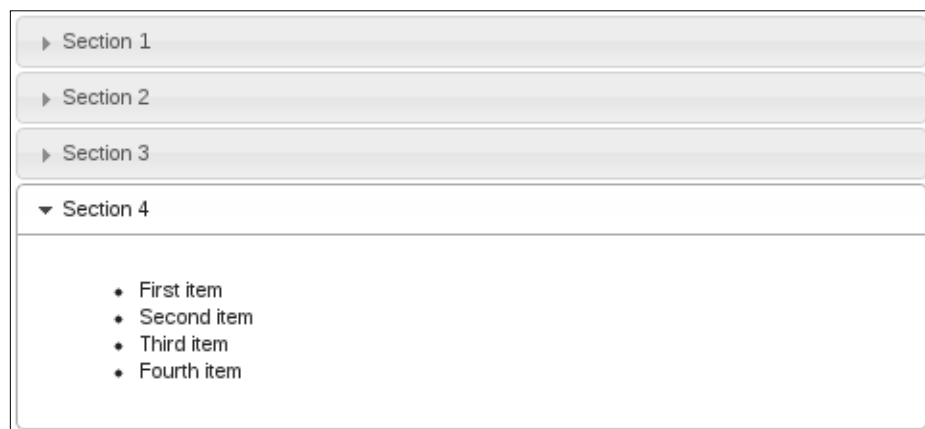 Section 1
Section 2
Section 3
Section 4
First item
Second item
Third item
Fourth item